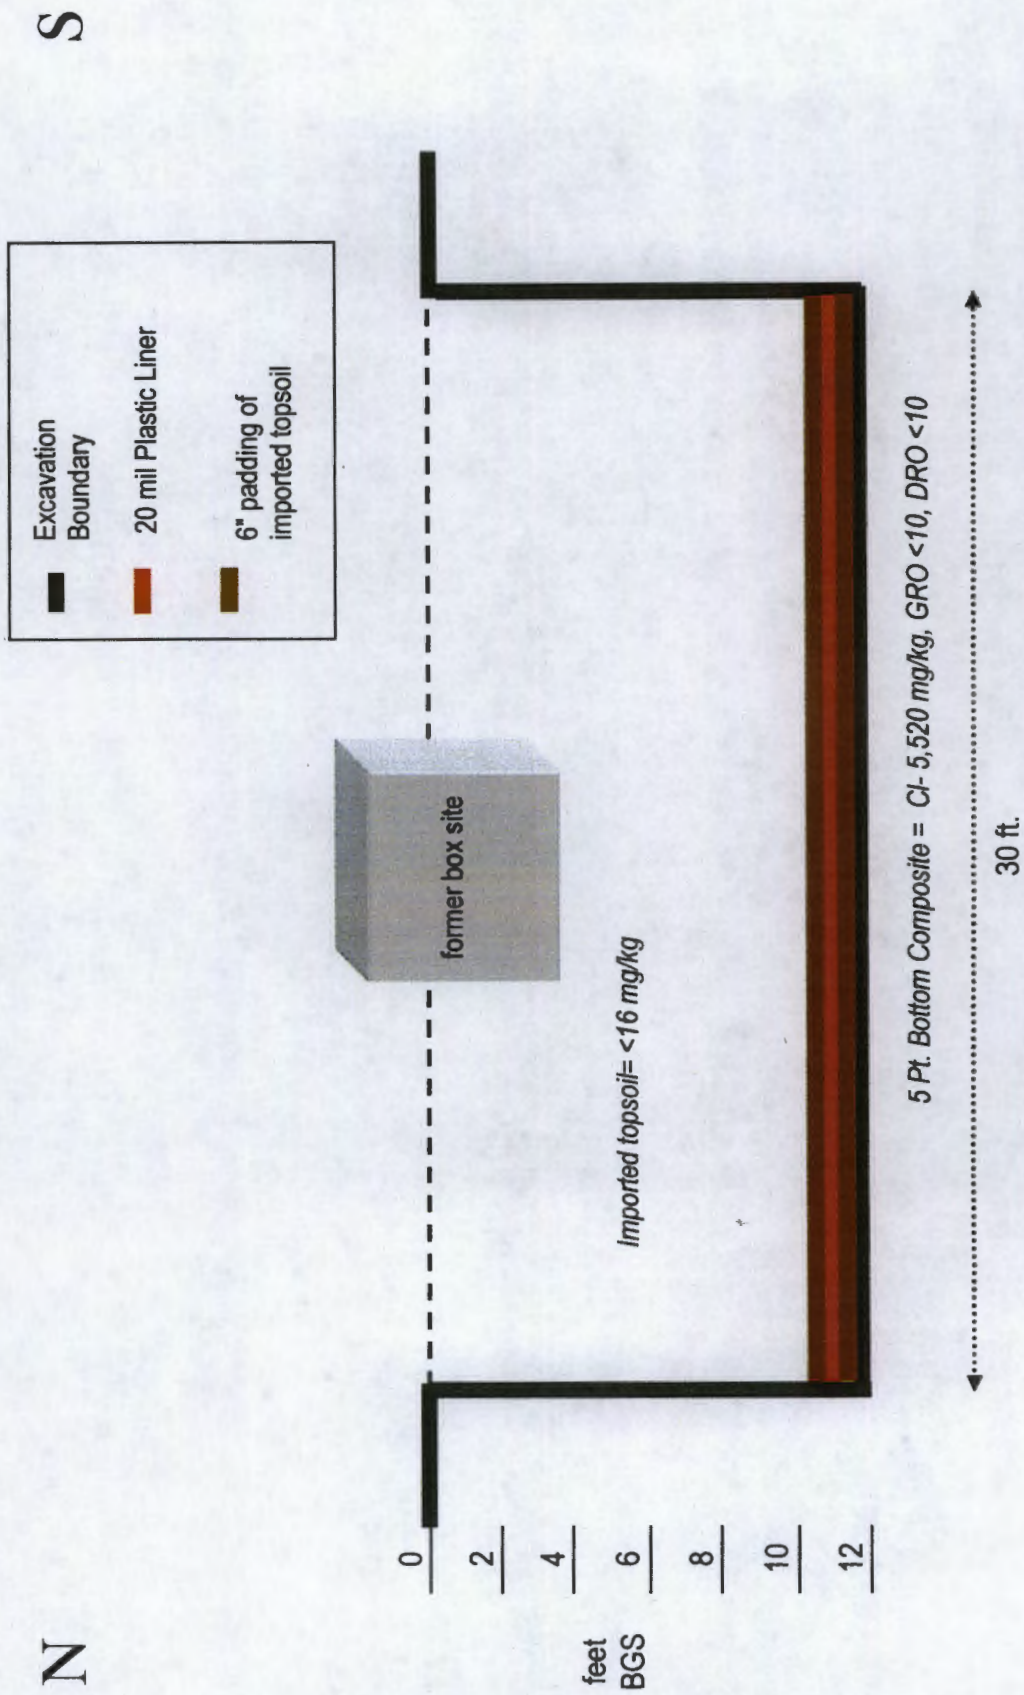 N
S
Excavation
Boundary
20 mil Plastic Liner
6" padding of
imported topsoil
former box site
Imported topsoil= <16 mg/kg
feet
BGS
0
2
4
6
8
10
12
5 Pt. Bottom Composite = Cl- 5,520 mg/kg, GRO <10, DRO <10
30 ft.